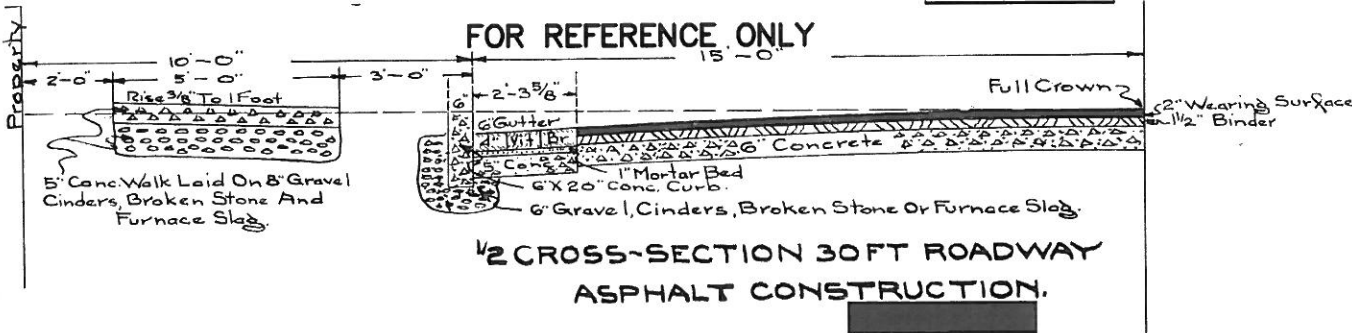 FOR REFERENCE ONLY
Property
10'-0"
15'-0"
2'-0"
5'-0"
3'-0"
6"
2'-3 5/8"
Rise 3/8" To 1 Foot
Full Crown
2" Wearing Surface
1 1/2" Binder
6" Gutter
4" Vit. Br.
5" Conc.
6" Concrete
1" Mortar Bed
6"X20" Conc. Curb.
5" Conc. Walk Laid On 8" Gravel
Cinders, Broken Stone And
Furnace Slag.
6" Gravel, Cinders, Broken Stone Or Furnace Slag.
1/2 CROSS-SECTION 30FT ROADWAY
ASPHALT CONSTRUCTION.